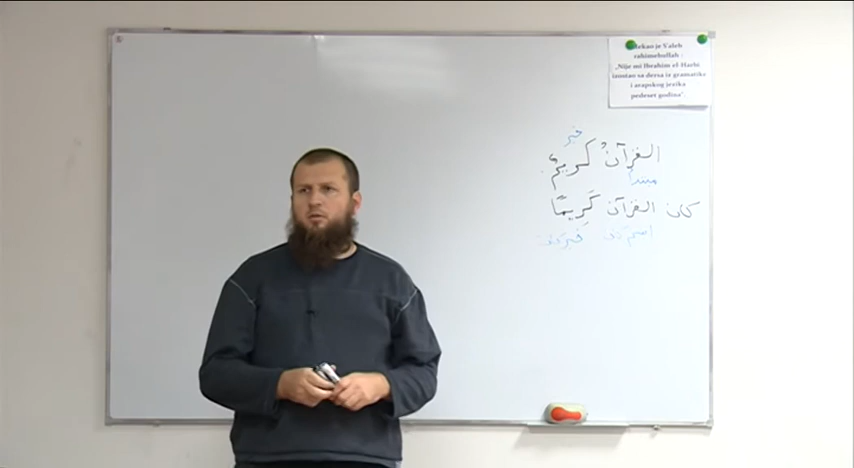 Rekao je Sa'leb
rahimehullah :
„Nije mi Ibrahim el-Harbi
izostao sa dersa iz gramatike
i arapskog jezika
pedeset godina".
خبر
القرآنُ كريمٌ
مبتدأ
كان القرآن كَرِيمًا
اسم كان خبر كان